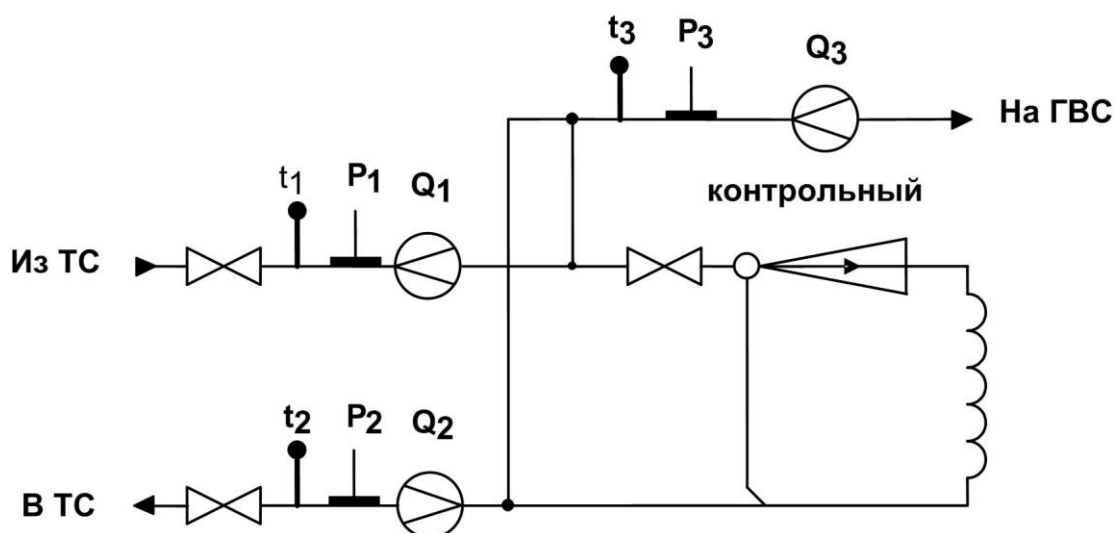 t3 P3 Q3
На ГВС
контрольный
t1 P1 Q1
Из ТС
t2 P2 Q2
В ТС